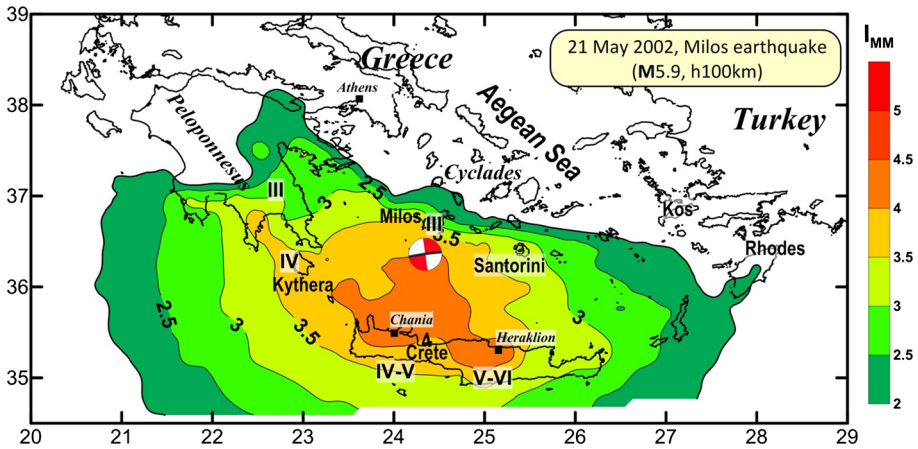 39
38
37
36
35
20 21 22 23 24 25 26 27 28 29
21 May 2002, Milos earthquake
(M5.9, h100km)
I MM
5
4.5
4
3.5
3
2.5
2
Greece
Athens
Peloponnesus
Aegean Sea
Turkey
Cyclades
2.5
III
3
Milos
III
3.5
Kos
Rhodes
IV
Kythera
Santorini
2.5
3
3.5
3
Chania
4
Crete
Heraklion
IV-V
V-VI